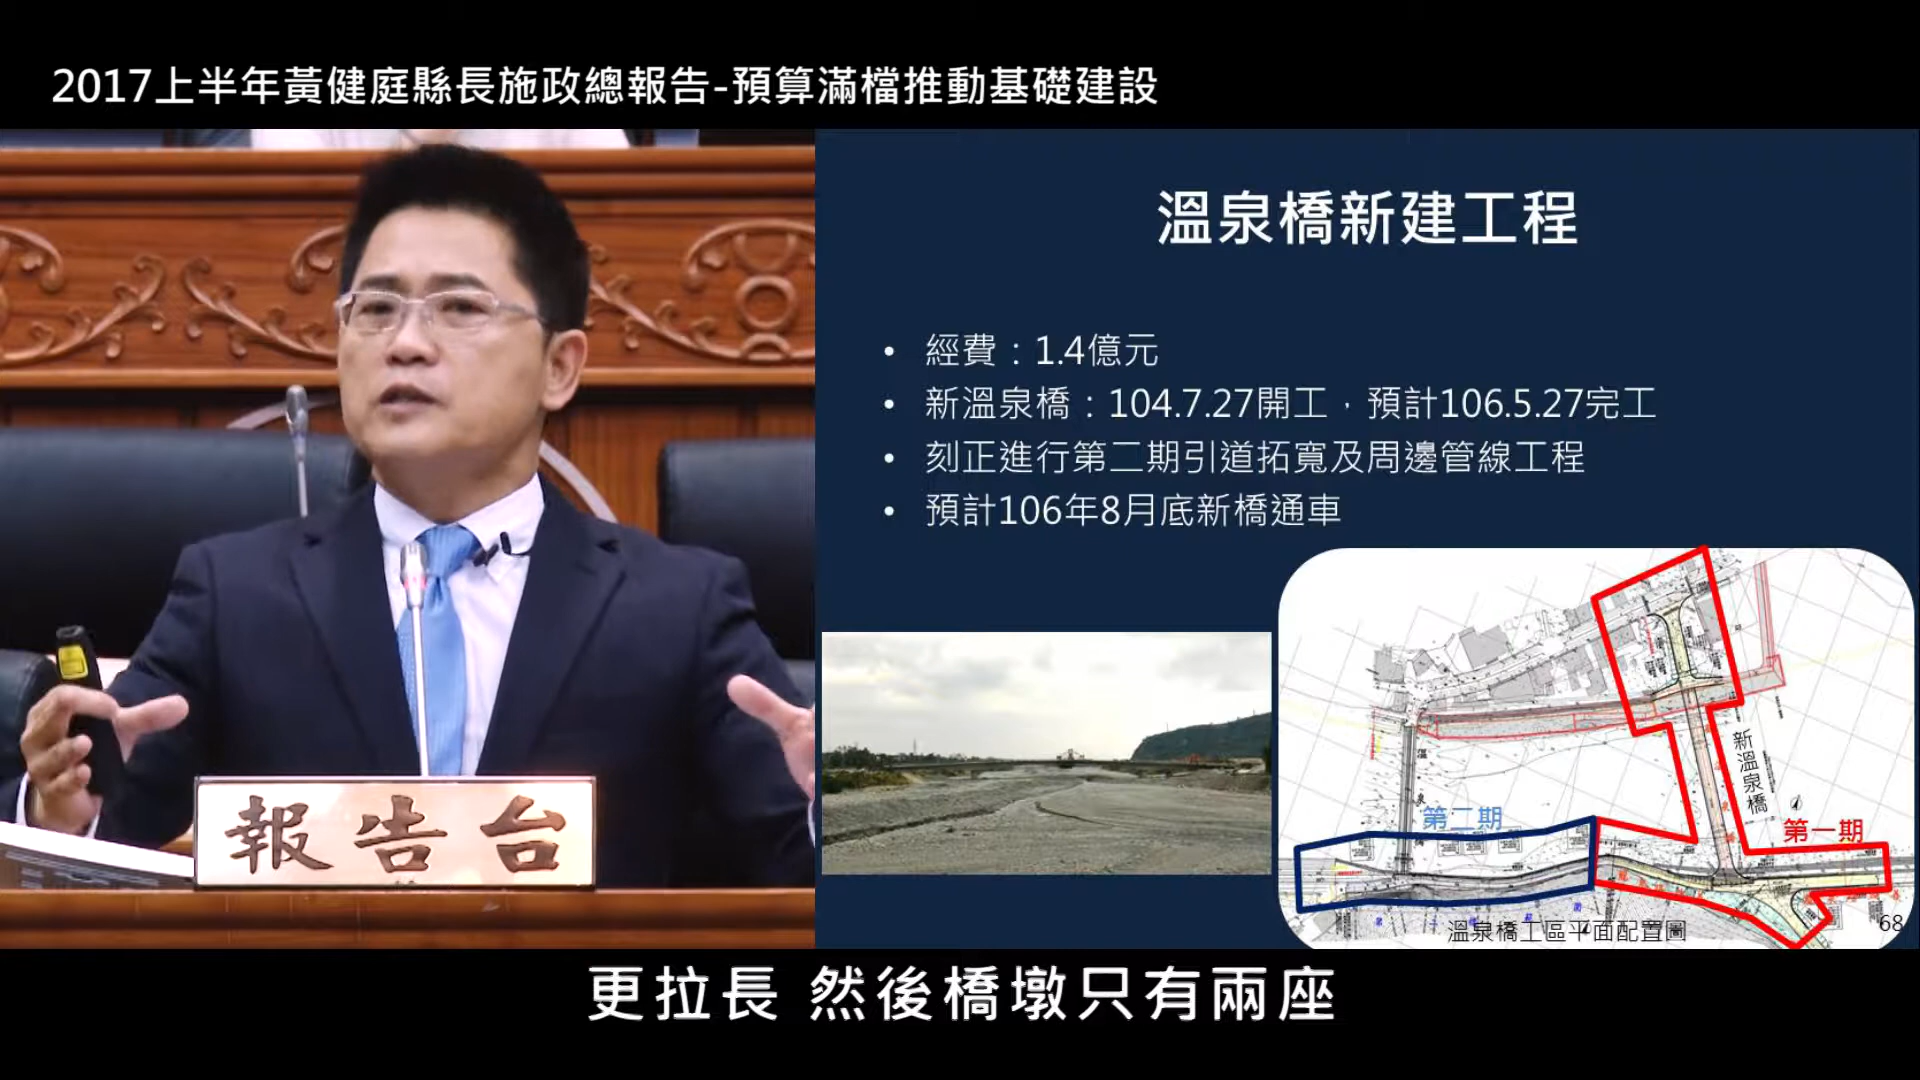 2017上半年黃健庭縣長施政總報告-預算滿檔推動基礎建設
溫泉橋新建工程
• 經費：1.4億元
• 新溫泉橋：104.7.27開工，預計106.5.27完工
• 刻正進行第二期引道拓寬及周邊管線工程
• 預計106年8月底新橋通車
報告台
新溫泉橋
第二期
第一期
溫泉橋工區平面配置圖
68
更拉長 然後橋墩只有兩座